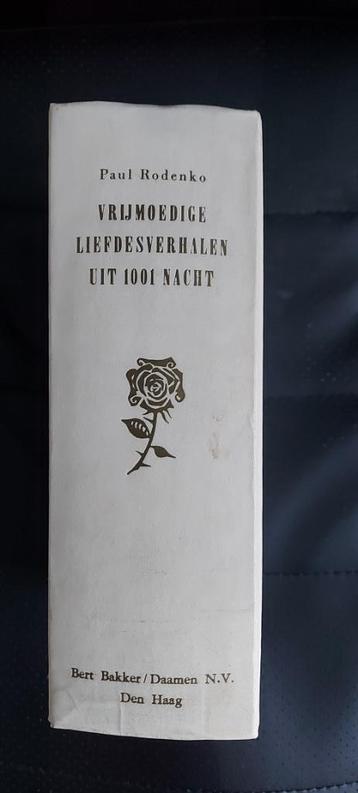 Paul Rodenko
VRIJMOEDIGE
LIEFDESVERHALEN
UIT 1001 NACHT
Bert Bakker / Daamen N.V.
Den Haag